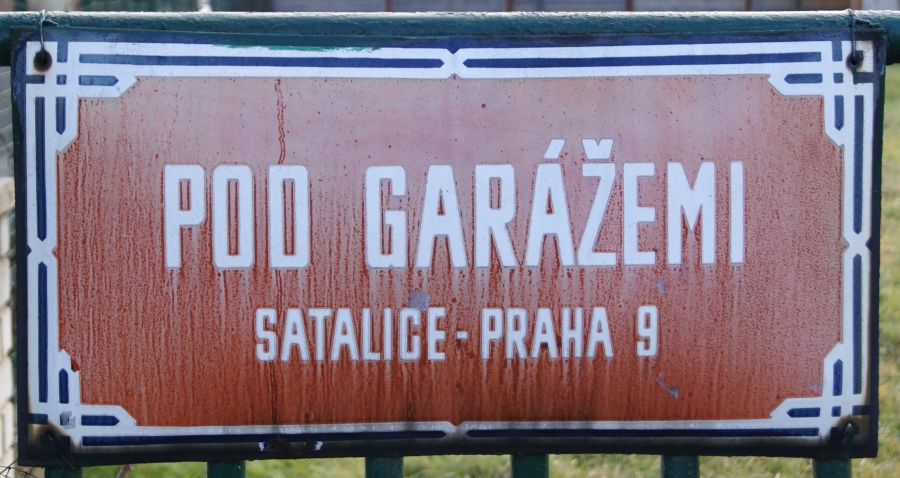 POD GARÁŽEMI
SATALICE - PRAHA 9